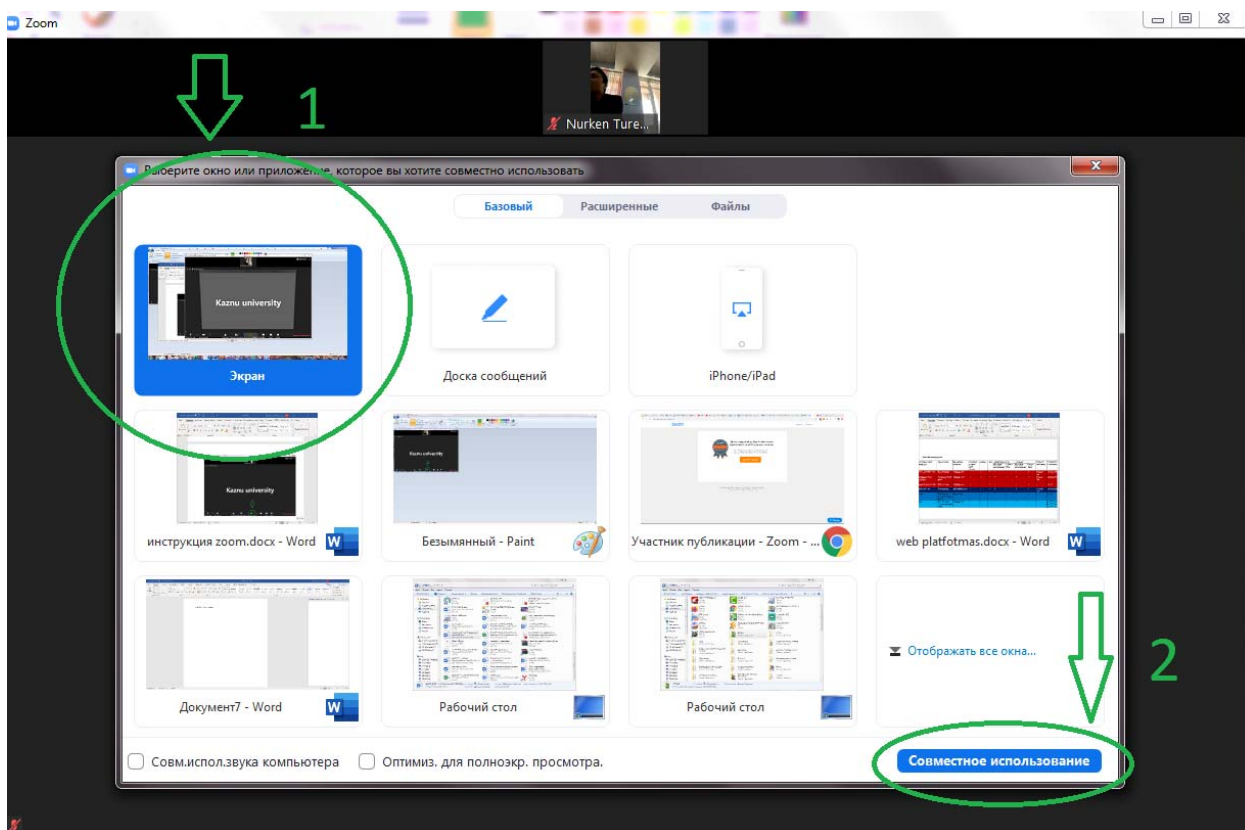 Zoom
1
Nurken Ture...
Выберите окно или приложение, которое вы хотите совместно использовать
Базовый Расширенные Файлы
Kaznu university
Экран
Доска сообщений
iPhone/iPad
Kaznu university
Kaznu university
инструкция zoom.docx - Word
Безымянный - Paint
Участник публикации - Zoom - ...
web platfotmas.docx - Word
Документ7 - Word
Рабочий стол
Рабочий стол
Отображать все окна...
2
Совм.испол.звука компьютера
Оптимиз. для полноэкр. просмотра.
Совместное использование